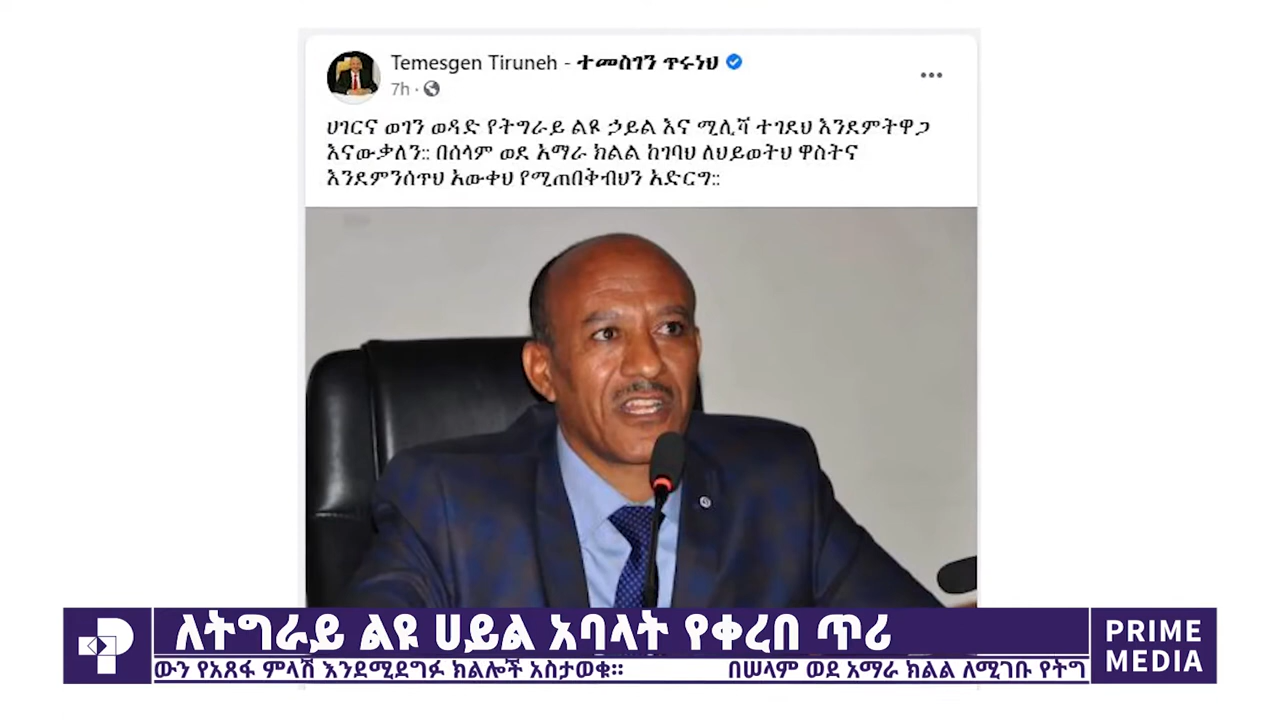 Temesgen Tiruneh - ተመስገን ጥሩነህ
7h ·
ሀገርና ወገን ወዳድ የትግራይ ልዩ ኃይል እና ሚሊሻ ተገደህ እንደምትዋጋ
እናውቃለን፡፡ በሰላም ወደ አማራ ክልል ከገባህ ለህይወትህ ዋስትና
እንደምንሰጥህ አውቀህ የሚጠበቅብህን አድርግ፡፡
ለትግራይ ልዩ ሀይል አባላት የቀረበ ጥሪ
ውን የአጸፋ ምላሽ እንደሚደግፉ ክልሎች አስታወቁ። በሠላም ወደ አማራ ክልል ለሚገቡ የትግ
PRIME
MEDIA